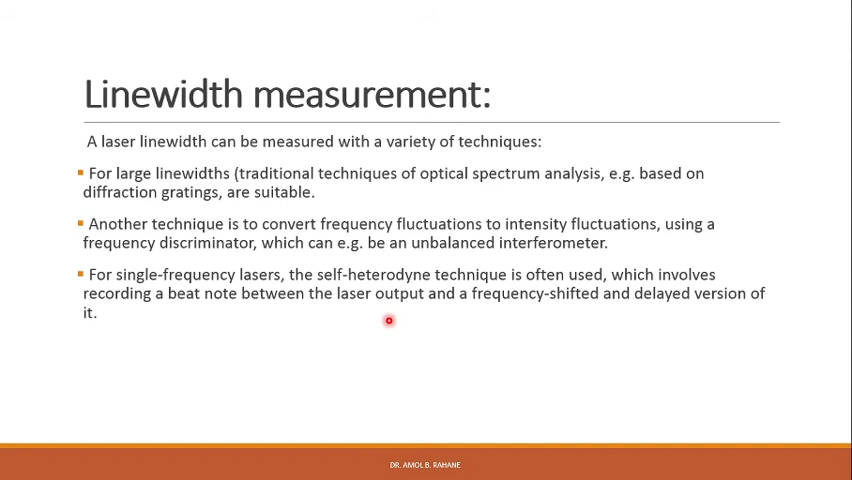 Linewidth measurement:
A laser linewidth can be measured with a variety of techniques:
For large linewidths (traditional techniques of optical spectrum analysis, e.g. based on
diffraction gratings, are suitable.
Another technique is to convert frequency fluctuations to intensity fluctuations, using a
frequency discriminator, which can e.g. be an unbalanced interferometer.
For single-frequency lasers, the self-heterodyne technique is often used, which involves
recording a beat note between the laser output and a frequency-shifted and delayed version of
it.
DR. AMOL B. RAHANE